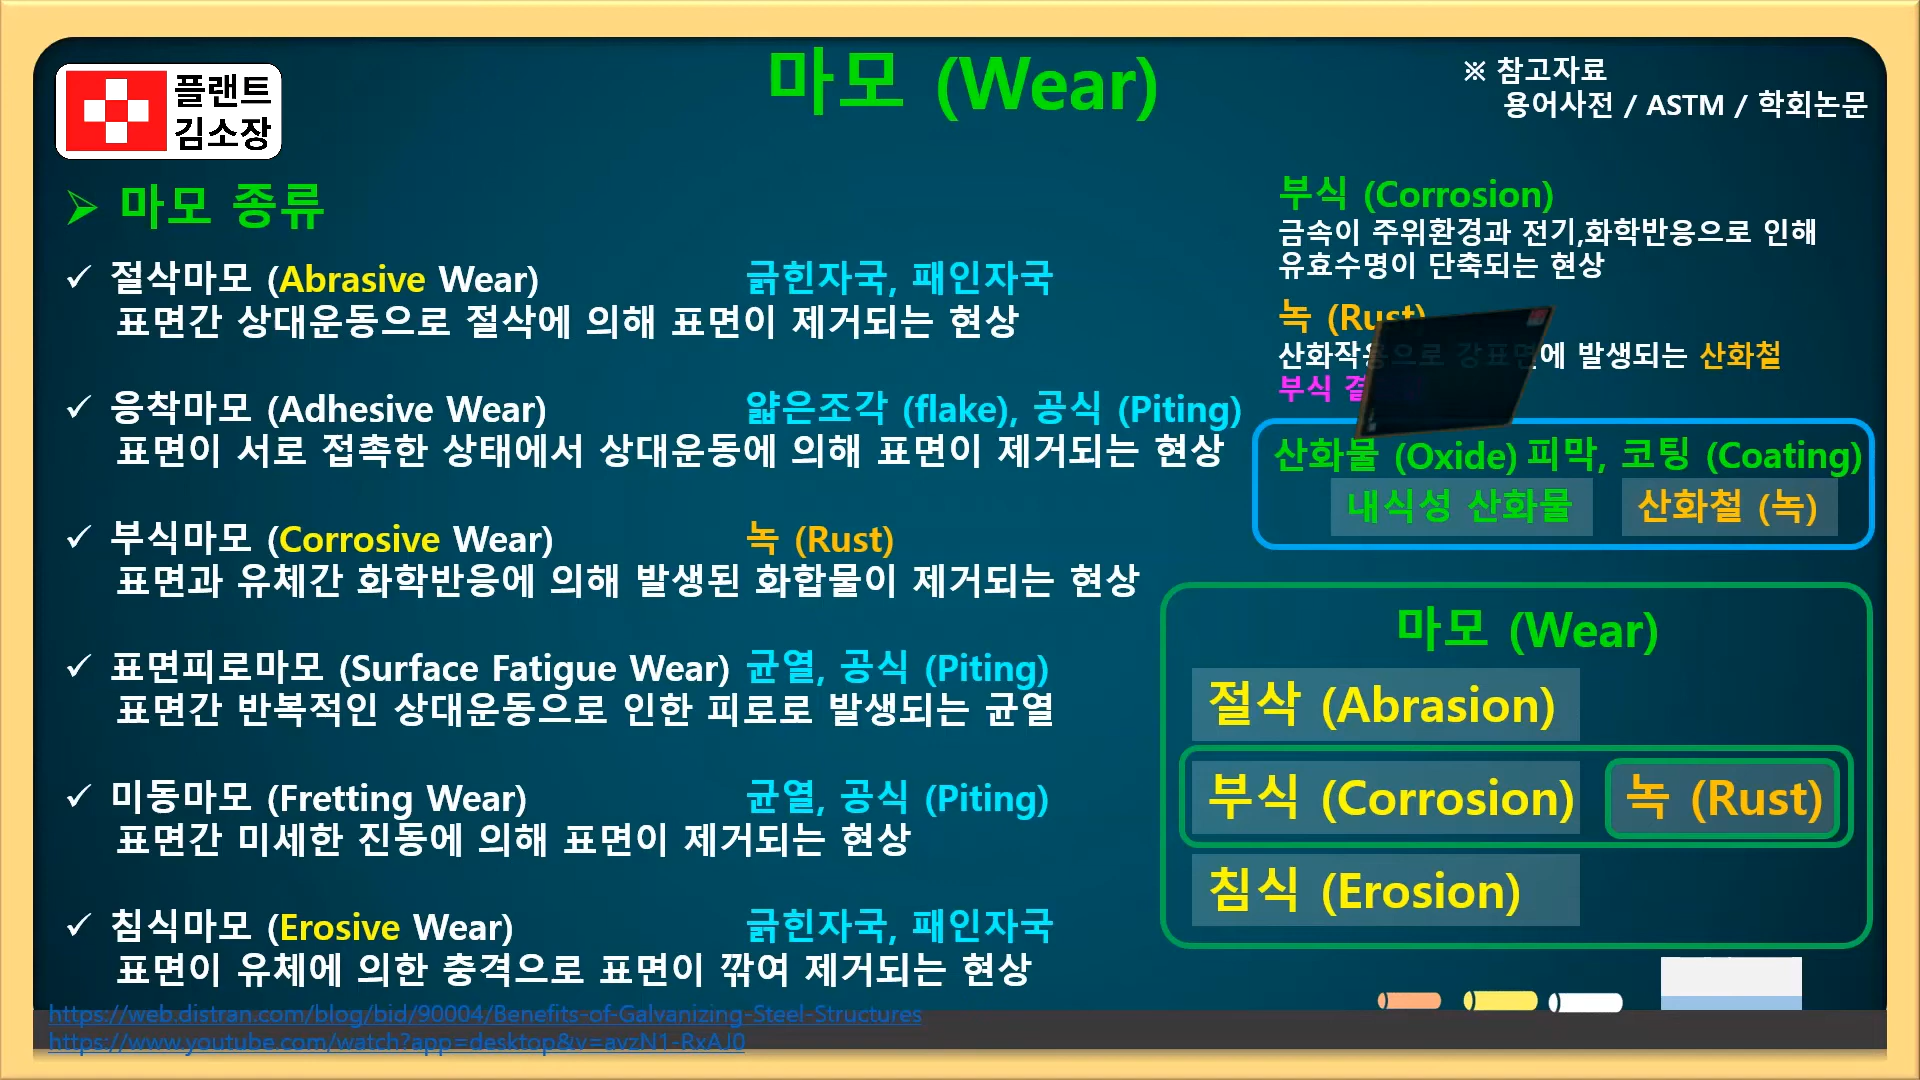 플랜트
김소장
마모 (Wear)
※ 참고자료
용어사전 / ASTM / 학회논문
마모 종류
절삭마모 (Abrasive Wear) 긁힌자국, 패인자국
표면간 상대운동으로 절삭에 의해 표면이 제거되는 현상
응착마모 (Adhesive Wear) 얇은조각 (flake), 공식 (Piting)
표면이 서로 접촉한 상태에서 상대운동에 의해 표면이 제거되는 현상
부식마모 (Corrosive Wear) 녹 (Rust)
표면과 유체간 화학반응에 의해 발생된 화합물이 제거되는 현상
표면피로마모 (Surface Fatigue Wear) 균열, 공식 (Piting)
표면간 반복적인 상대운동으로 인한 피로로 발생되는 균열
미동마모 (Fretting Wear) 균열, 공식 (Piting)
표면간 미세한 진동에 의해 표면이 제거되는 현상
침식마모 (Erosive Wear) 긁힌자국, 패인자국
표면이 유체에 의한 충격으로 표면이 깎여 제거되는 현상
부식 (Corrosion)
금속이 주위환경과 전기,화학반응으로 인해
유효수명이 단축되는 현상
녹 (Rust)
산화작용으로 강표면에 발생되는 산화철
부식
산화물 (Oxide) 피막, 코팅 (Coating)
내식성 산화물 산화철 (녹)
마모 (Wear)
절삭 (Abrasion)
부식 (Corrosion) 녹 (Rust)
침식 (Erosion)
https://web.distran.com/blog/bid/90004/Benefits-of-Galvanizing-Steel-Structures
https://www.youtube.com/watch?app=desktop&v=avzN1-RxAJ0